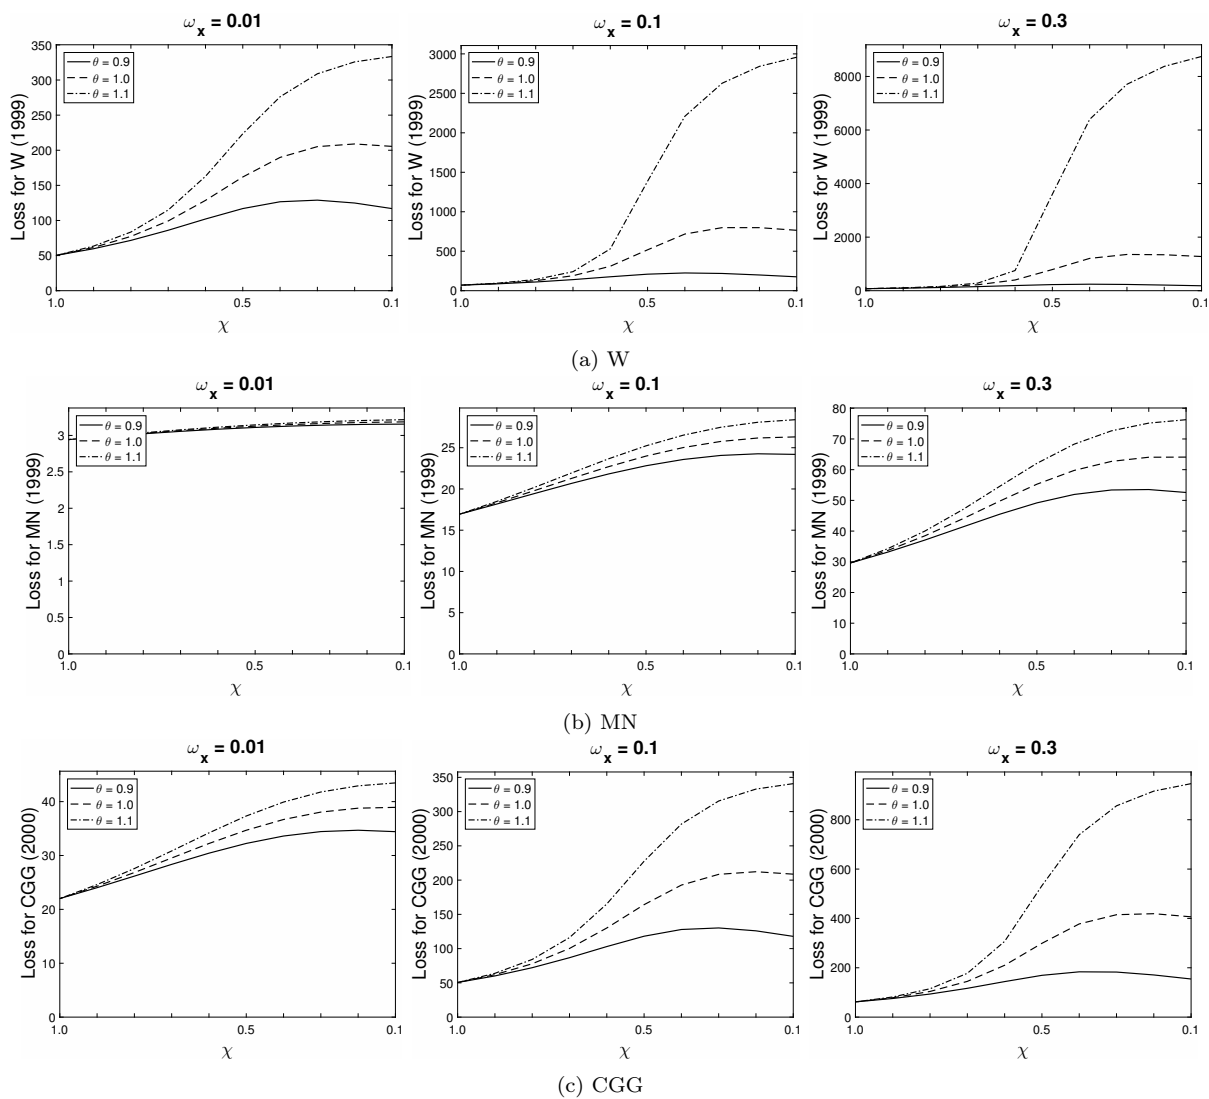 ω_x = 0.01
Loss for W (1999)
350
300
250
200
150
100
50
0
θ = 0.9
θ = 1.0
θ = 1.1
1.0 0.5 0.1
χ
ω_x = 0.1
Loss for W (1999)
3000
2500
2000
1500
1000
500
0
θ = 0.9
θ = 1.0
θ = 1.1
1.0 0.5 0.1
χ
ω_x = 0.3
Loss for W (1999)
8000
6000
4000
2000
0
θ = 0.9
θ = 1.0
θ = 1.1
1.0 0.5 0.1
χ
(a) W
ω_x = 0.01
Loss for MN (1999)
3
2.5
2
1.5
1
0.5
0
θ = 0.9
θ = 1.0
θ = 1.1
1.0 0.5 0.1
χ
ω_x = 0.1
Loss for MN (1999)
25
20
15
10
5
0
θ = 0.9
θ = 1.0
θ = 1.1
1.0 0.5 0.1
χ
ω_x = 0.3
Loss for MN (1999)
80
70
60
50
40
30
20
10
0
θ = 0.9
θ = 1.0
θ = 1.1
1.0 0.5 0.1
χ
(b) MN
ω_x = 0.01
Loss for CGG (2000)
40
30
20
10
0
θ = 0.9
θ = 1.0
θ = 1.1
1.0 0.5 0.1
χ
ω_x = 0.1
Loss for CGG (2000)
350
300
250
200
150
100
50
0
θ = 0.9
θ = 1.0
θ = 1.1
1.0 0.5 0.1
χ
ω_x = 0.3
Loss for CGG (2000)
800
600
400
200
0
θ = 0.9
θ = 1.0
θ = 1.1
1.0 0.5 0.1
χ
(c) CGG